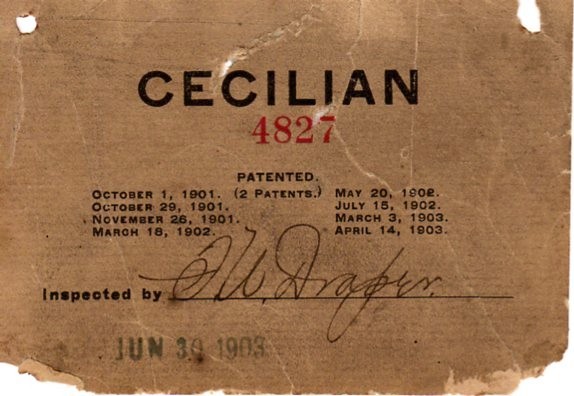 CECILIAN
4827
PATENTED.
OCTOBER 1, 1901. (2 PATENTS.) MAY 20, 1902.
OCTOBER 29, 1901. JULY 15, 1902.
NOVEMBER 26, 1901. MARCH 3, 1903.
MARCH 18, 1902. APRIL 14, 1903.
Inspected by F. W. Draper.
JUN 30 1903